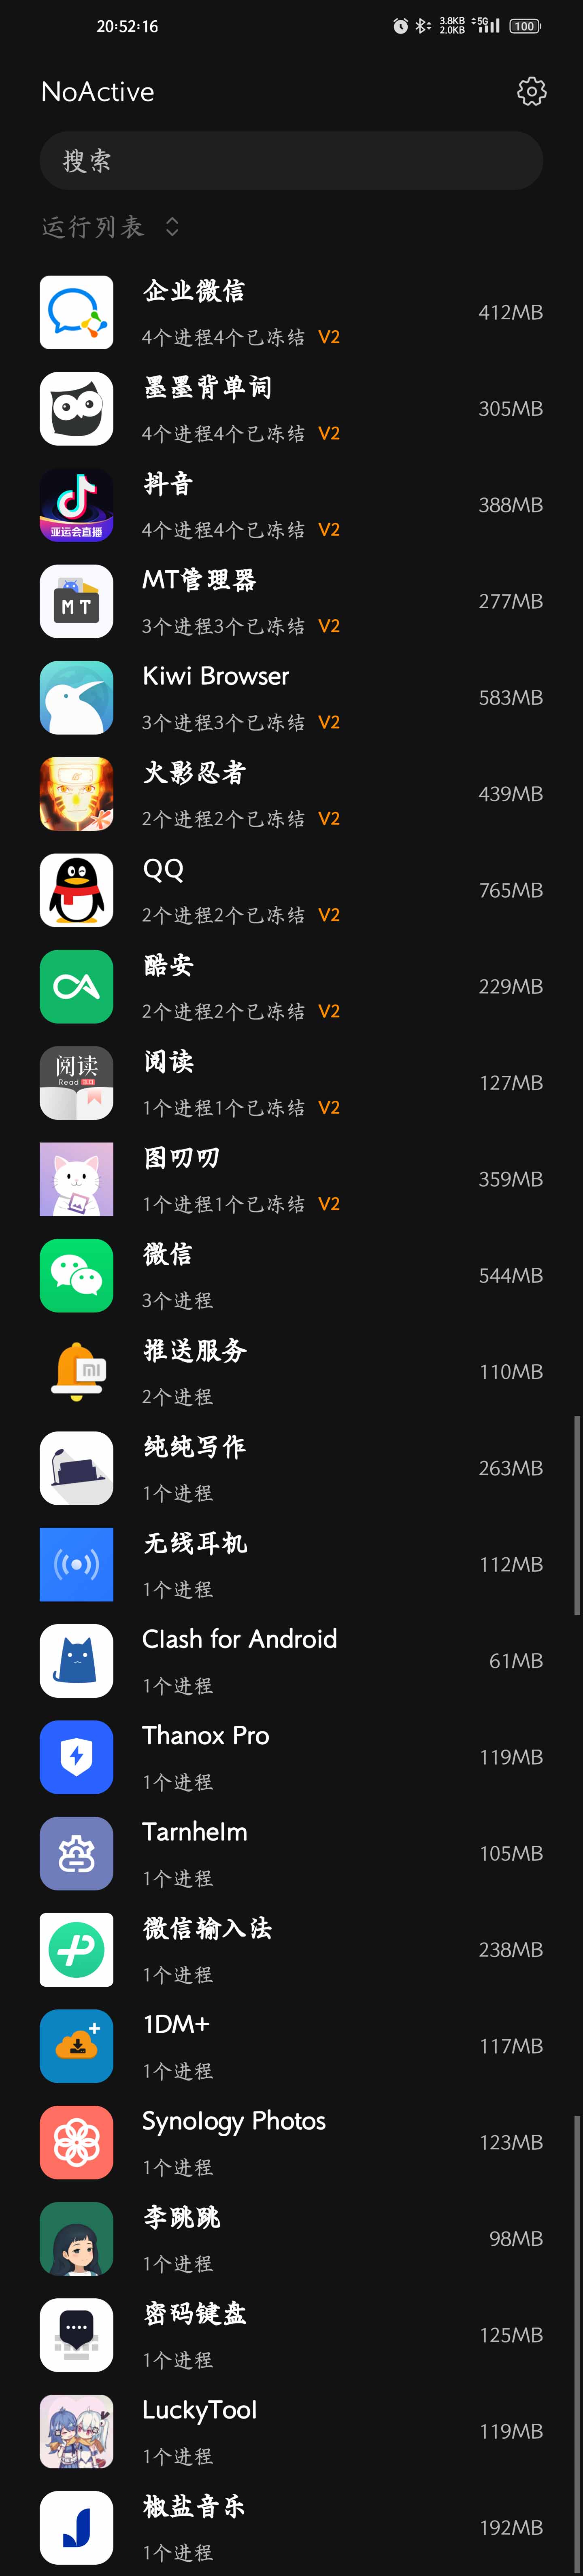 20:52:16
3.8KB
2.0KB
5G
100
NoActive
搜索
运行列表
企业微信
412MB
4个进程4个已冻结 V2
墨墨背单词
305MB
4个进程4个已冻结 V2
抖音
388MB
亚运会直播
4个进程4个已冻结 V2
MT管理器
277MB
MT
3个进程3个已冻结 V2
Kiwi Browser
583MB
3个进程3个已冻结 V2
火影忍者
439MB
2个进程2个已冻结 V2
QQ
765MB
2个进程2个已冻结 V2
酷安
229MB
2个进程2个已冻结 V2
阅读
阅读
127MB
Read
1个进程1个已冻结 V2
图叨叨
359MB
1个进程1个已冻结 V2
微信
544MB
3个进程
推送服务
110MB
2个进程
纯纯写作
263MB
1个进程
无线耳机
112MB
1个进程
Clash for Android
61MB
1个进程
Thanox Pro
119MB
1个进程
Tarnhelm
105MB
1个进程
微信输入法
238MB
1个进程
1DM+
117MB
1个进程
Synology Photos
123MB
1个进程
李跳跳
98MB
1个进程
密码键盘
125MB
1个进程
LuckyTool
119MB
1个进程
椒盐音乐
192MB
1个进程